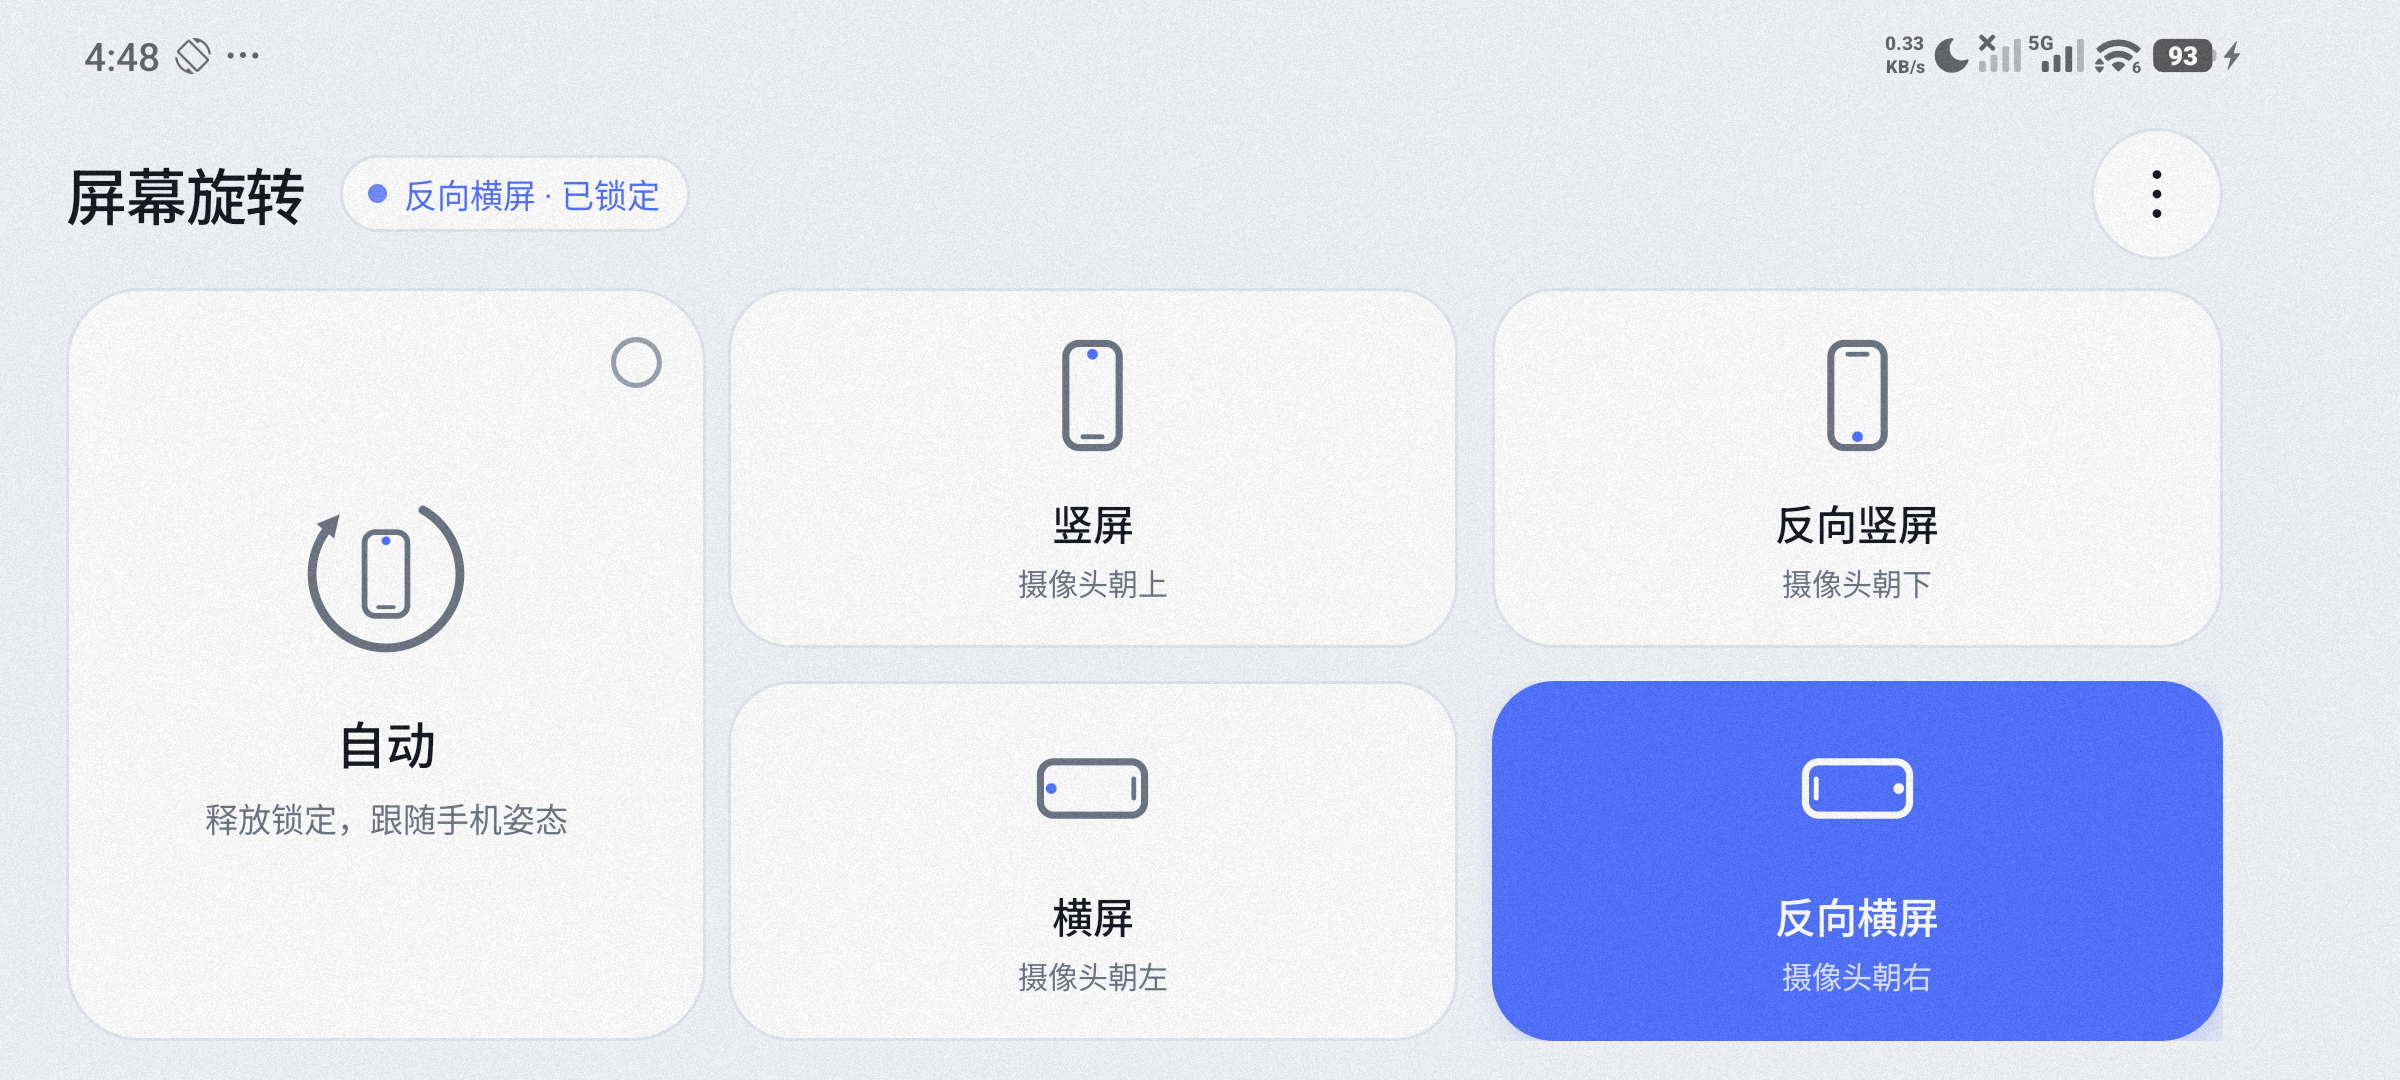 4:48
0.33
KB/s
5G
6
93
屏幕旋转
反向横屏 · 已锁定
自动
释放锁定，跟随手机姿态
竖屏
摄像头朝上
反向竖屏
摄像头朝下
横屏
摄像头朝左
反向横屏
摄像头朝右